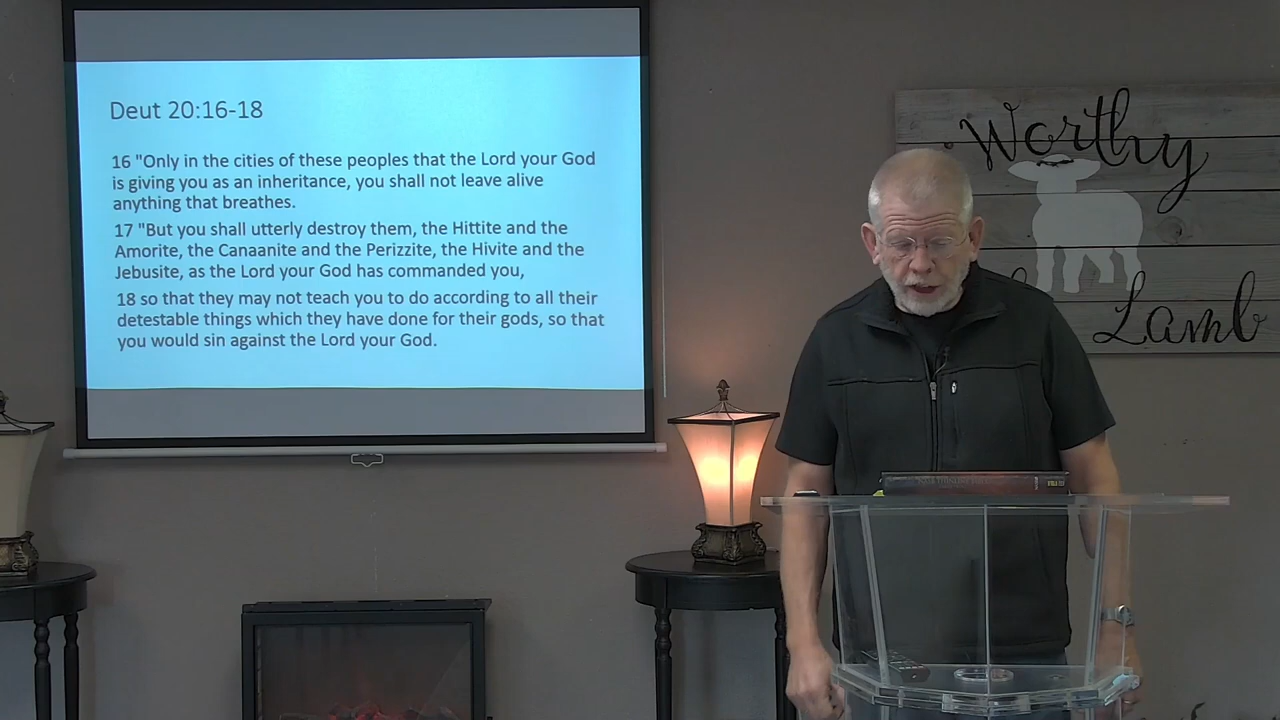 Deut 20:16-18
16 "Only in the cities of these peoples that the Lord your God
is giving you as an inheritance, you shall not leave alive
anything that breathes.
17 "But you shall utterly destroy them, the Hittite and the
Amorite, the Canaanite and the Perizzite, the Hivite and the
Jebusite, as the Lord your God has commanded you,
18 so that they may not teach you to do according to all their
detestable things which they have done for their gods, so that
you would sin against the Lord your God.
Worthy
Lamb